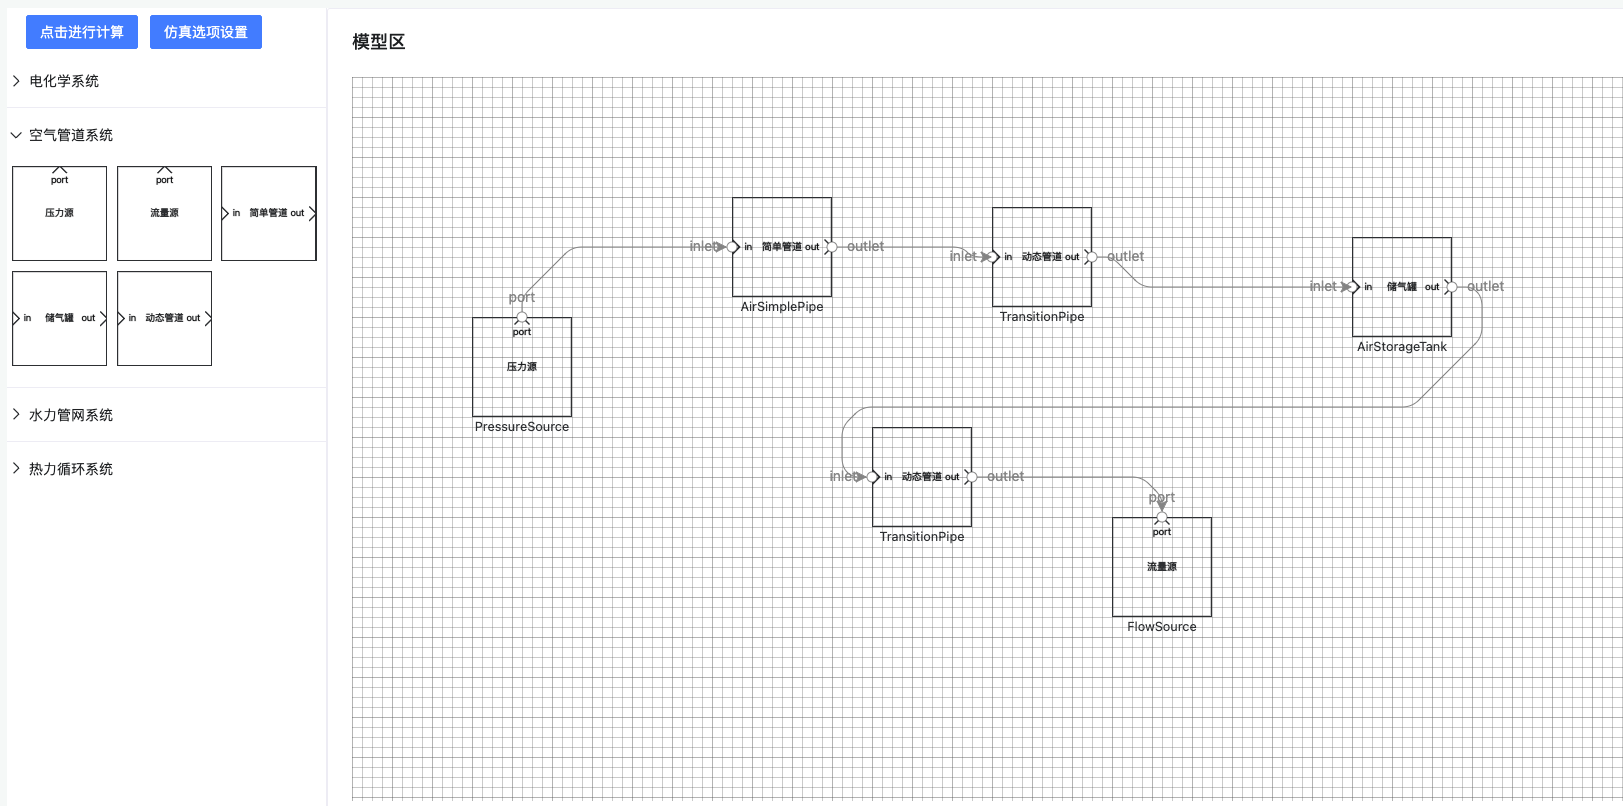 点击进行计算
仿真选项设置
模型区
电化学系统
空气管道系统
port
压力源
port
流量源
in 简单管道 out
in 储气罐 out
in 动态管道 out
水力管网系统
热力循环系统
inlet
in 简单管道 out
outlet
AirSimplePipe
inlet
in 动态管道 out
outlet
TransitionPipe
inlet
in 储气罐 out
outlet
AirStorageTank
port
port
压力源
PressureSource
inlet
in 动态管道 out
outlet
TransitionPipe
port
port
流量源
FlowSource